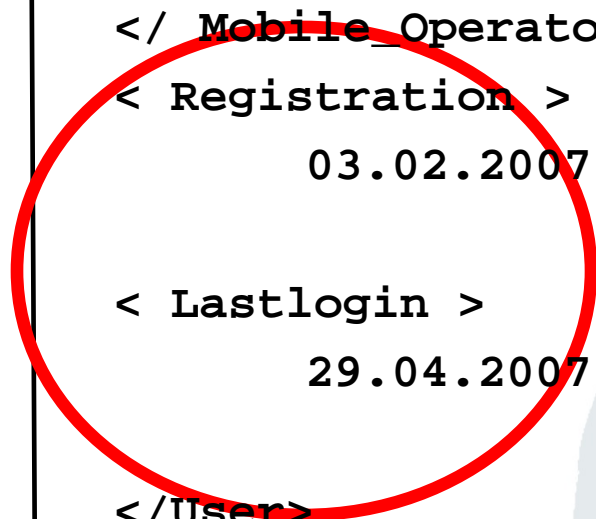 </ Mobile_Operato
< Registration >
03.02.2007
< Lastlogin >
29.04.2007
</User>